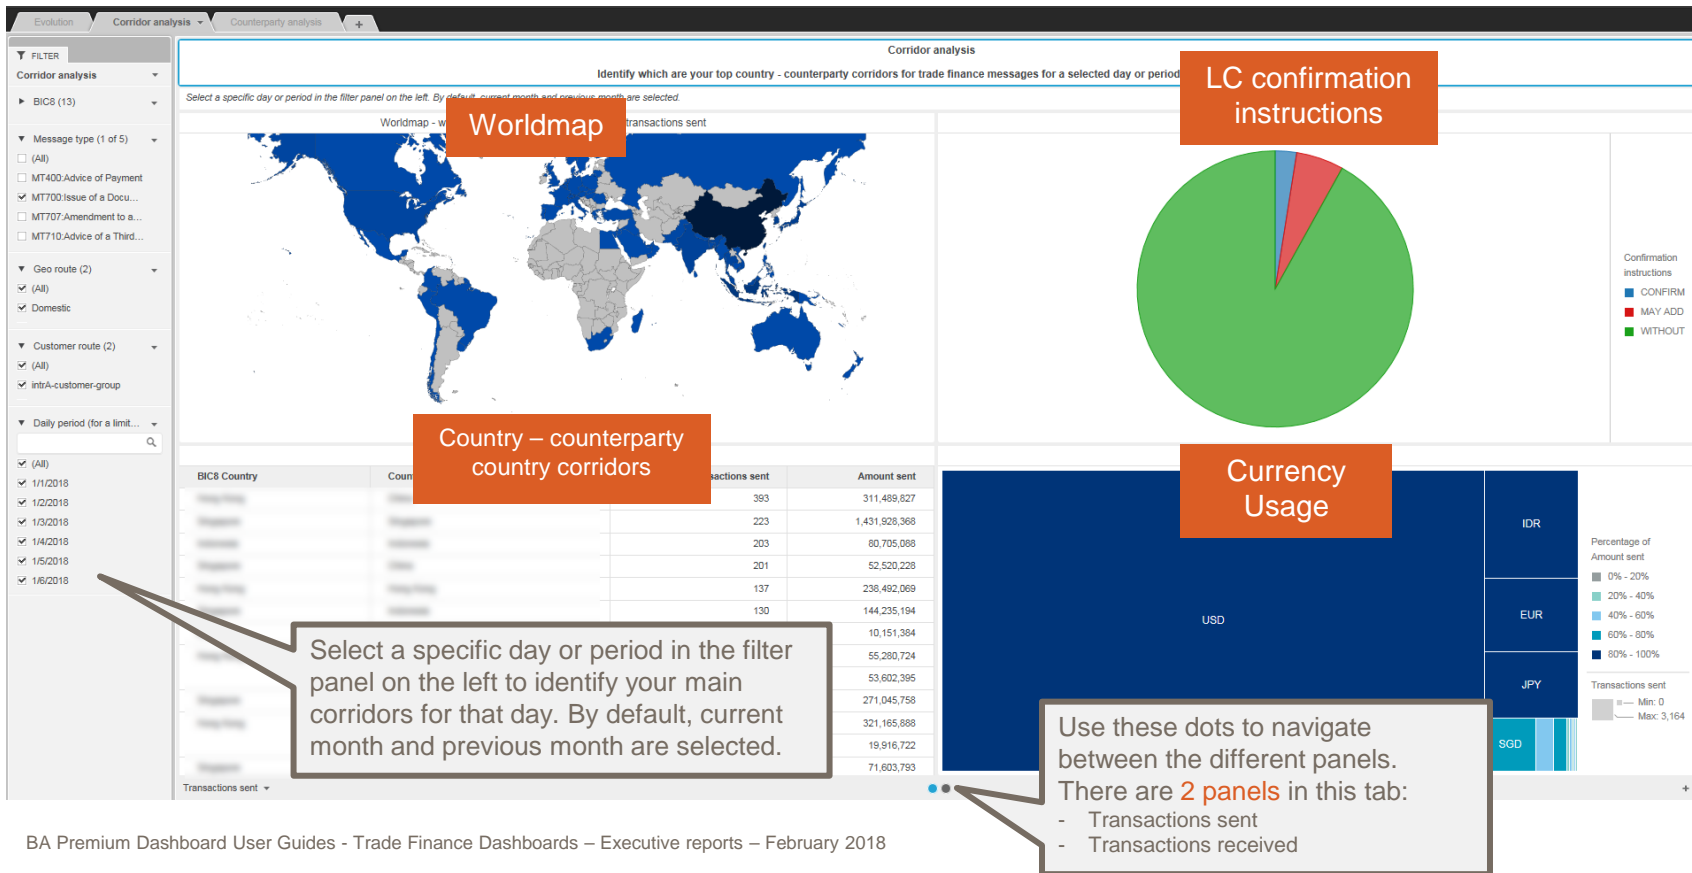 Evolution
Corridor analysis
Counterparty analysis
+
FILTER
Corridor analysis
BIC8 (13)
Message type (1 of 5)
(All)
MT400:Advice of Payment
MT700:Issue of a Docu...
MT707:Amendment to a...
MT710:Advice of a Third...
Geo route (2)
(All)
Domestic
Customer route (2)
(All)
intrA-customer-group
Daily period (for a limit...
(All)
1/1/2018
1/2/2018
1/3/2018
1/4/2018
1/5/2018
1/6/2018
Corridor analysis
Identify which are your top country - counterparty corridors for trade finance messages for a selected day or period
Select a specific day or period in the filter panel on the left. By default, current month and previous month are selected.
Worldmap - transactions sent
Worldmap
LC confirmation
instructions
Confirmation
instructions
CONFIRM
MAY ADD
WITHOUT
Country – counterparty
country corridors
BIC8 Country Amount sent
393 311,489,827
223 1,431,928,368
203 80,705,088
201 52,520,228
137 238,492,069
130 144,235,194
10,151,384
55,280,724
53,602,395
271,045,758
321,165,888
19,916,722
71,603,793
Currency
Usage
USD
IDR
EUR
JPY
SGD
Percentage of
Amount sent
0% - 20%
20% - 40%
40% - 60%
60% - 80%
80% - 100%
Transactions sent
Min: 0
Max: 3,164
Select a specific day or period in the filter
panel on the left to identify your main
corridors for that day. By default, current
month and previous month are selected.
Use these dots to navigate
between the different panels.
There are 2 panels in this tab:
- Transactions sent
- Transactions received
Transactions sent
+
BA Premium Dashboard User Guides - Trade Finance Dashboards – Executive reports – February 2018